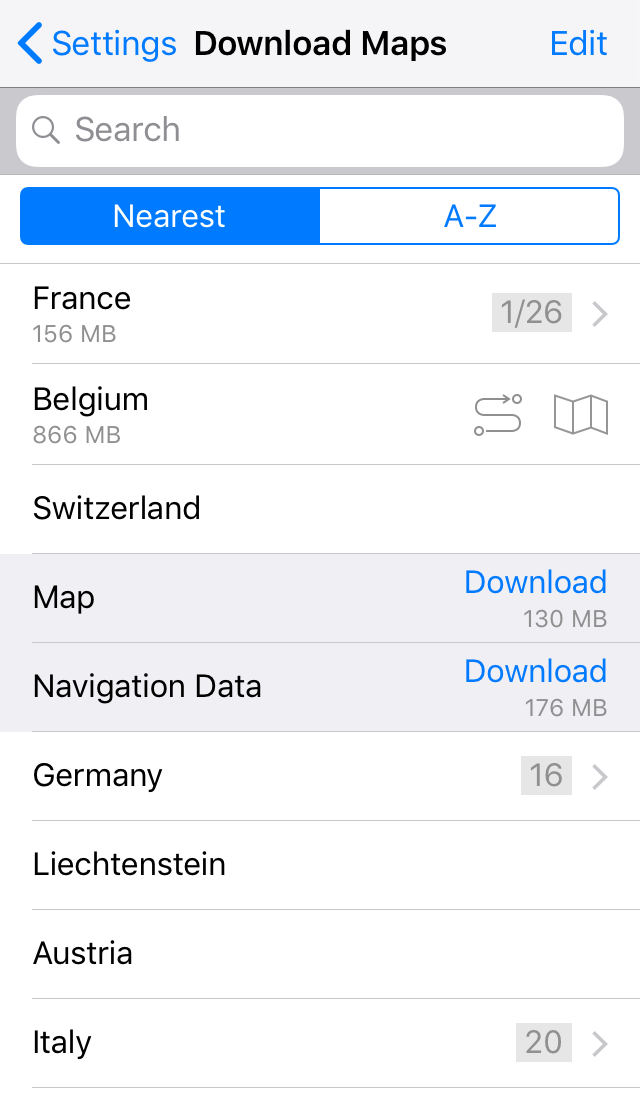 Settings Download Maps Edit
Search
Nearest A-Z
France 1/26
156 MB
Belgium
866 MB
Switzerland
Map Download
130 MB
Navigation Data Download
176 MB
Germany 16
Liechtenstein
Austria
Italy 20